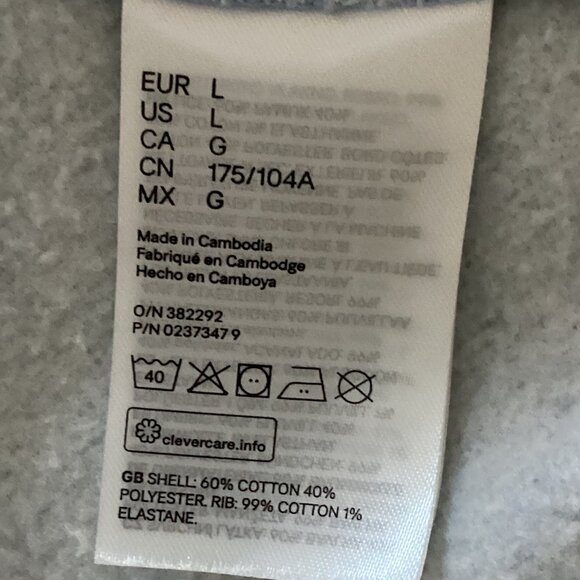 EUR L
US L
CA G
CN 175/104A
MX G
Made in Cambodia
Fabriqué en Cambodge
Hecho en Camboya
O/N 382292
P/N 0237347 9
40
clevercare.info
GB SHELL: 60% COTTON 40%
POLYESTER. RIB: 99% COTTON 1%
ELASTANE.